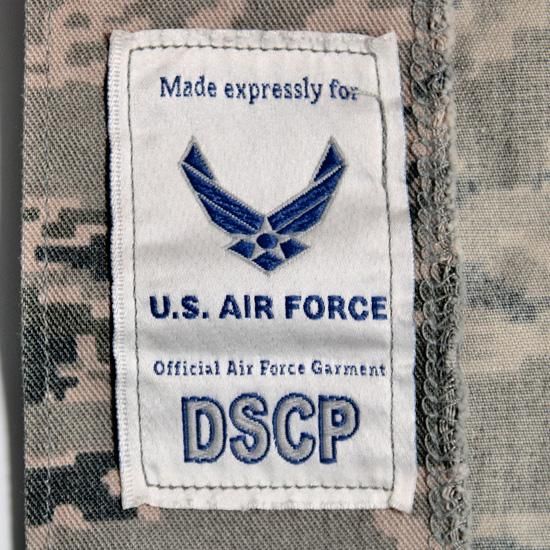 Made expressly for
U.S. AIR FORCE
Official Air Force Garment
DSCP